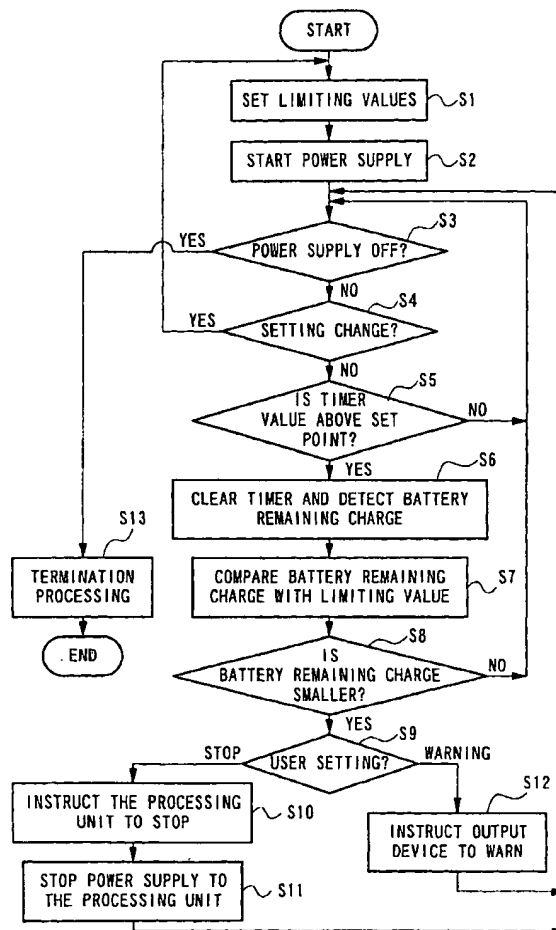 START
SET LIMITING VALUES
S1
START POWER SUPPLY
S2
S3
YES
POWER SUPPLY OFF?
NO
S4
YES
SETTING CHANGE?
NO
S5
IS TIMER
VALUE ABOVE SET
POINT?
NO
YES
S6
CLEAR TIMER AND DETECT BATTERY
REMAINING CHARGE
S13
TERMINATION
PROCESSING
S7
COMPARE BATTERY REMAINING
CHARGE WITH LIMITING VALUE
END
S8
IS
BATTERY REMAINING CHARGE
SMALLER?
NO
YES
S9
STOP
USER SETTING?
WARNING
INSTRUCT THE PROCESSING
UNIT TO STOP
S10
S12
INSTRUCT OUTPUT
DEVICE TO WARN
STOP POWER SUPPLY TO
THE PROCESSING UNIT
S11